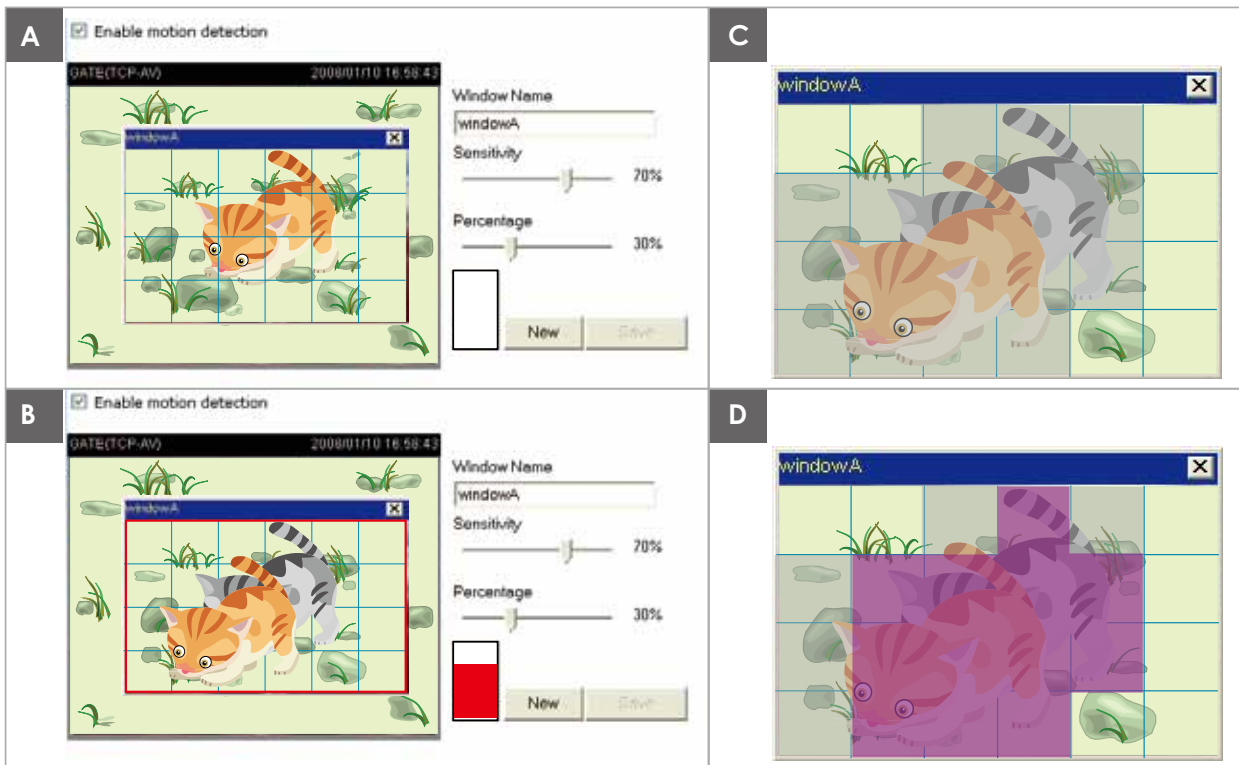 A
Enable motion detection
GATE(TCP-AV) 2008/01/10 16:58:43
windowA
Window Name
windowA
Sensitivity
70%
Percentage
30%
New Save
B
Enable motion detection
GATE(TCP-AV) 2008/01/10 16:58:43
windowA
Window Name
windowA
Sensitivity
70%
Percentage
30%
New Save
C
windowA
D
windowA